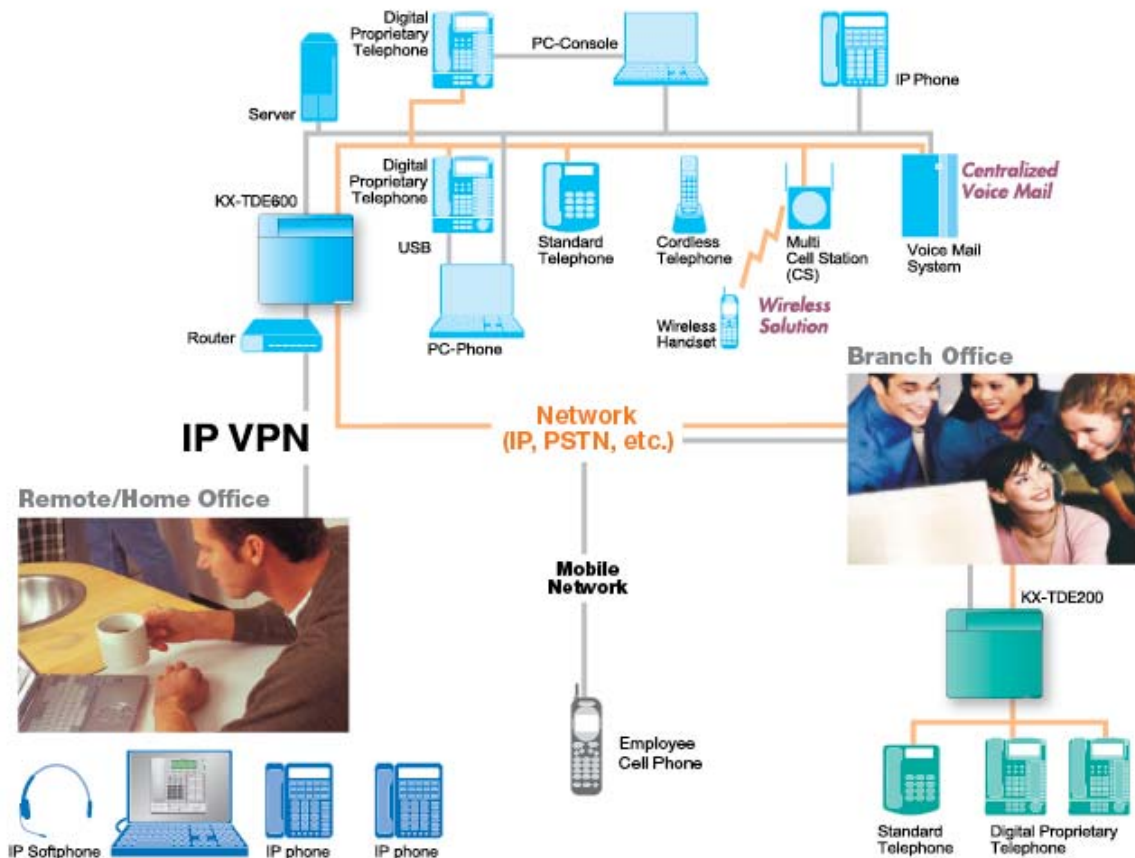 Digital
Proprietary
Telephone
PC-Console
IP Phone
Server
KX-TDE600
Digital
Proprietary
Telephone
USB
Standard
Telephone
Cordless
Telephone
Multi
Cell Station
(CS)
Centralized
Voice Mail
Voice Mail
System
Wireless
Handset
Wireless
Solution
Router
PC-Phone
Branch Office
Network
(IP, PSTN, etc.)
IP VPN
Remote/Home Office
Mobile
Network
KX-TDE200
Employee
Cell Phone
IP Softphone
IP phone
IP phone
Standard
Telephone
Digital Proprietary
Telephone